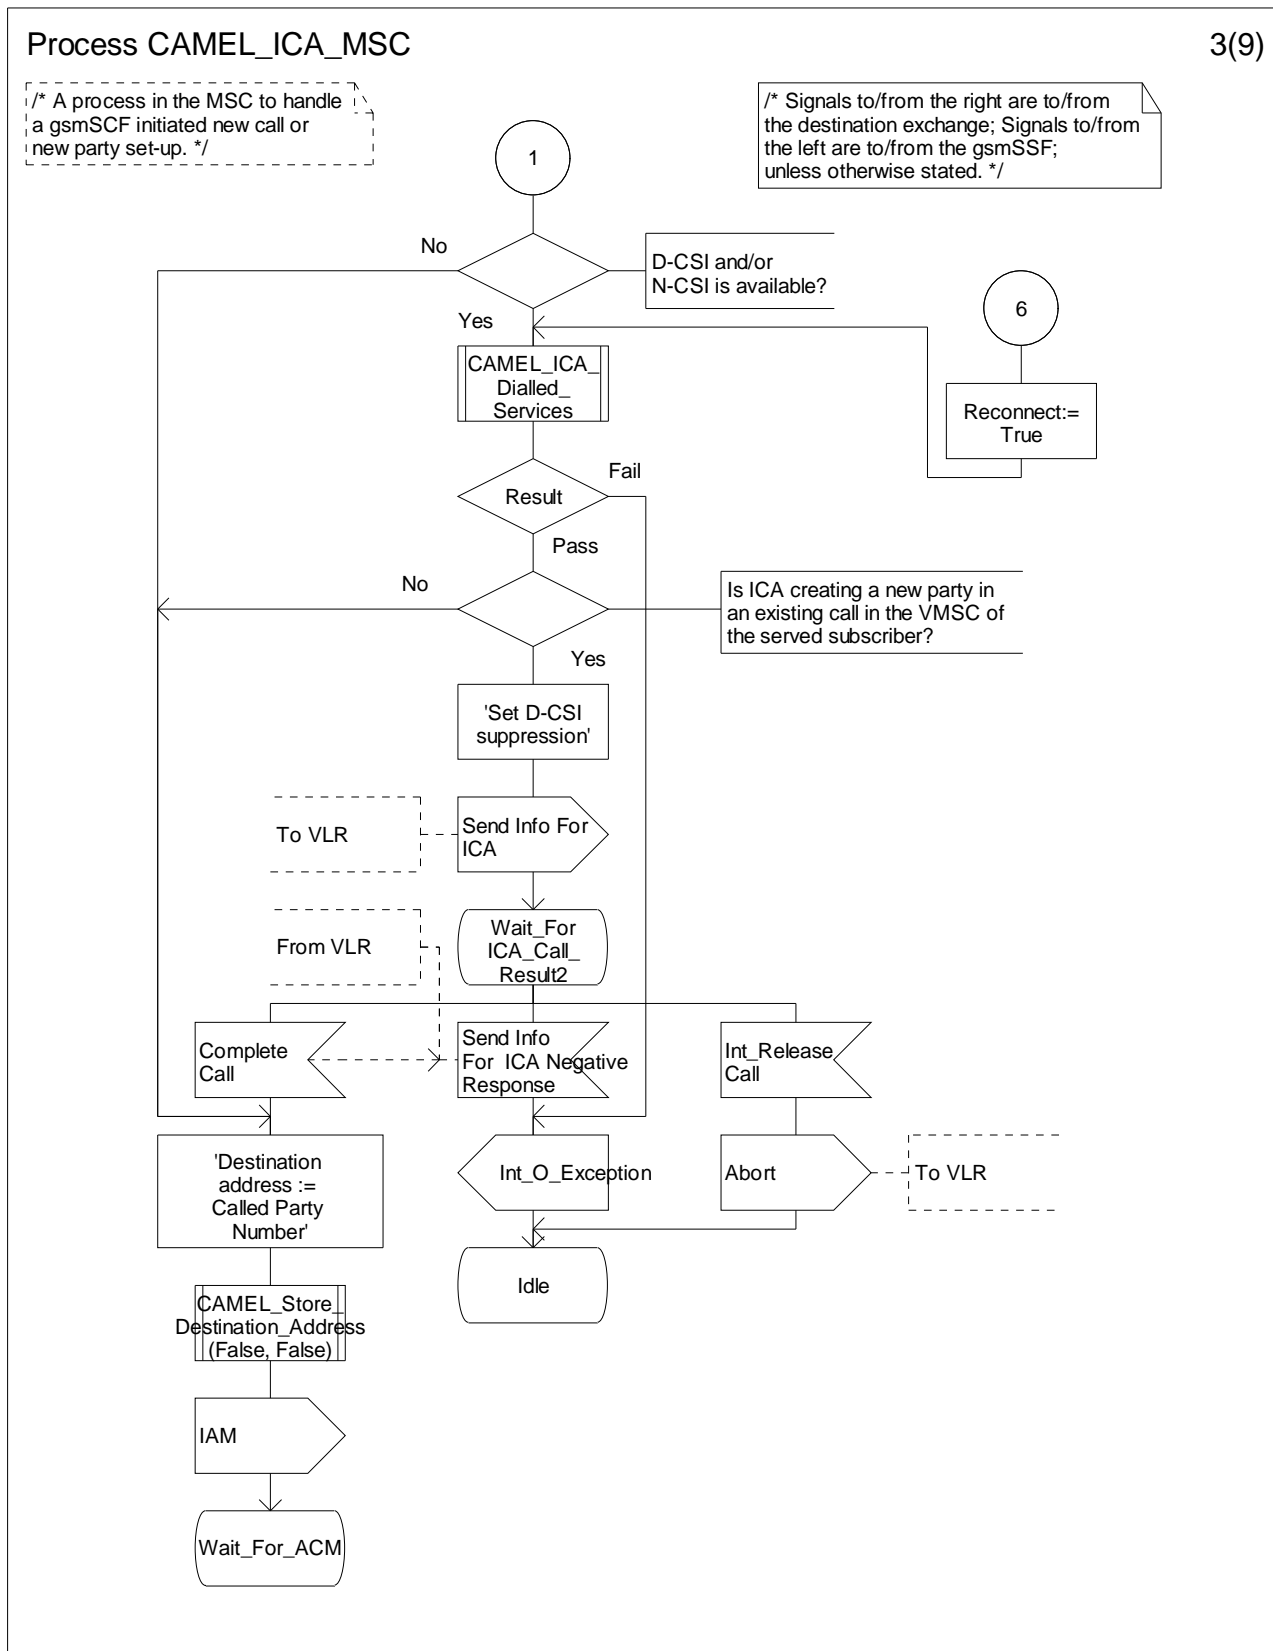 Process CAMEL_ICA_MSC
3(9)
/* A process in the MSC to handle
a gsmSCF initiated new call or
new party set-up. */
/* Signals to/from the right are to/from
the destination exchange; Signals to/from
the left are to/from the gsmSSF;
unless otherwise stated. */
1
No
D-CSI and/or
N-CSI is available?
Yes
6
CAMEL_ICA_
Dialled_
Services
Reconnect:=
True
Fail
Result
Pass
No
Is ICA creating a new party in
an existing call in the VMSC of
the served subscriber?
Yes
'Set D-CSI
suppression'
To VLR
Send Info For
ICA
From VLR
Wait_For
ICA_Call_
Result2
Complete
Call
Send Info
For ICA Negative
Response
Int_Release
Call
'Destination
address :=
Called Party
Number'
Int_O_Exception
Abort
To VLR
Idle
CAMEL_Store_
Destination_Address
(False, False)
IAM
Wait_For_ACM